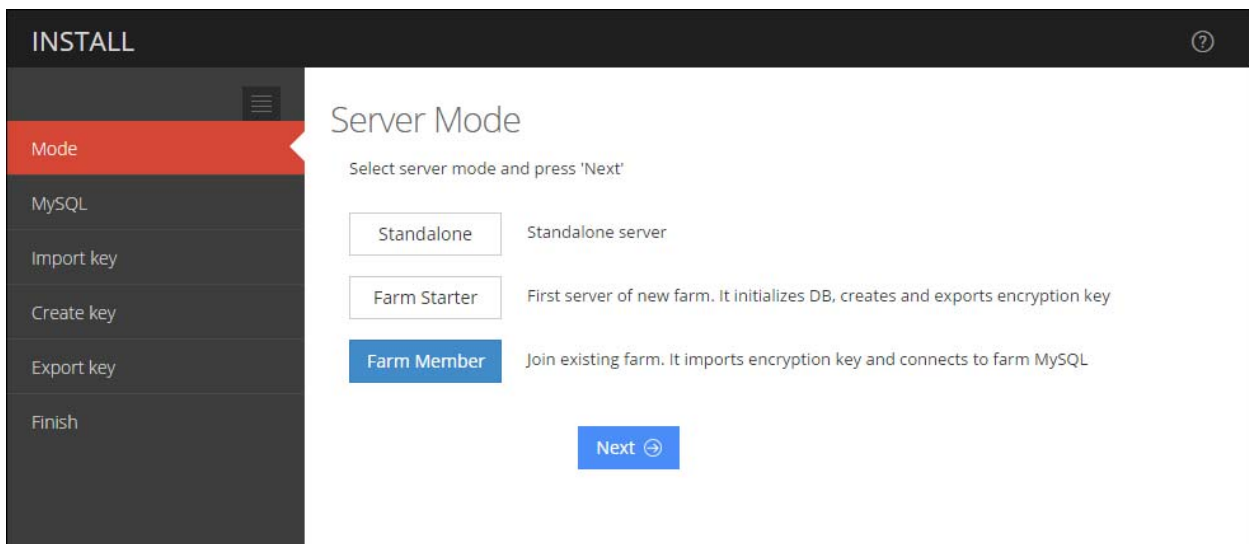 INSTALL
Mode
MySQL
Import key
Create key
Export key
Finish
Server Mode
Select server mode and press 'Next'
Standalone
Standalone server
Farm Starter
First server of new farm. It initializes DB, creates and exports encryption key
Farm Member
Join existing farm. It imports encryption key and connects to farm MySQL
Next